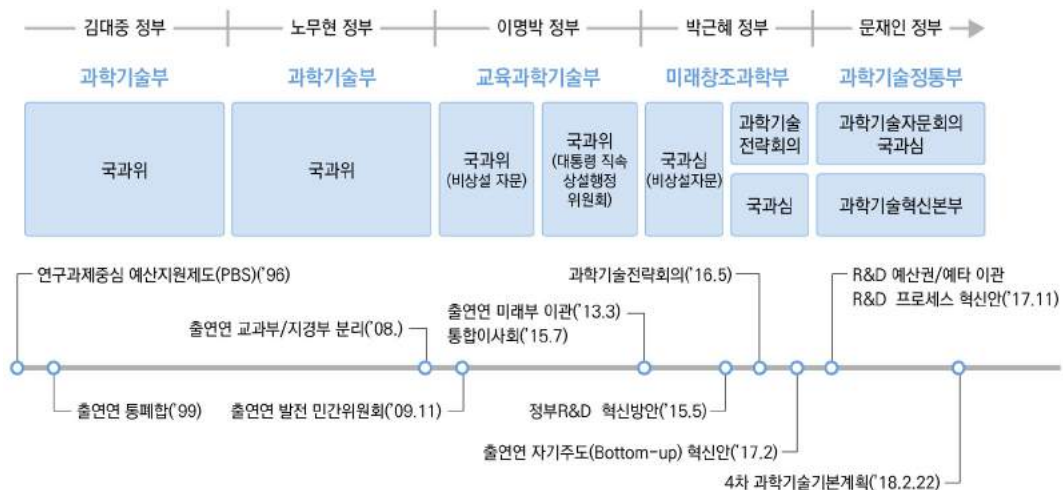 김대중 정부
노무현 정부
이명박 정부
박근혜 정부
문재인 정부
과학기술부
과학기술부
교육과학기술부
미래창조과학부
과학기술정통부
국과위
국과위
국과위
(비상설 자문)
국과위
(대통령 직속
상설행정
위원회)
국과심
(비상설자문)
과학기술
전략회의
국과심
과학기술자문회의
국과심
과학기술혁신본부
연구과제중심 예산지원제도(PBS)('96)
과학기술전략회의('16.5)
R&D 예산권/예타 이관
R&D 프로세스 혁신안('17.11)
출연연 교과부/지경부 분리('08.)
출연연 미래부 이관('13.3)
통합이사회('15.7)
출연연 통폐합('99)
출연연 발전 민간위원회('09.11)
정부R&D 혁신방안('15.5)
출연연 자기주도(Bottom-up) 혁신안('17.2)
4차 과학기술기본계획('18.2.22)